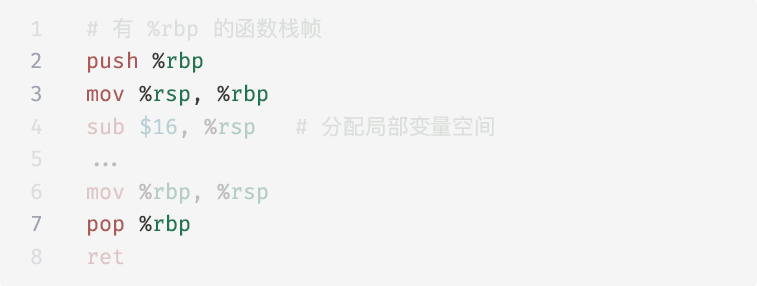 1 # 有 %rbp 的函数栈帧
2 push %rbp
3 mov %rsp, %rbp
4 sub $16, %rsp # 分配局部变量空间
5 ...
6 mov %rbp, %rsp
7 pop %rbp
8 ret